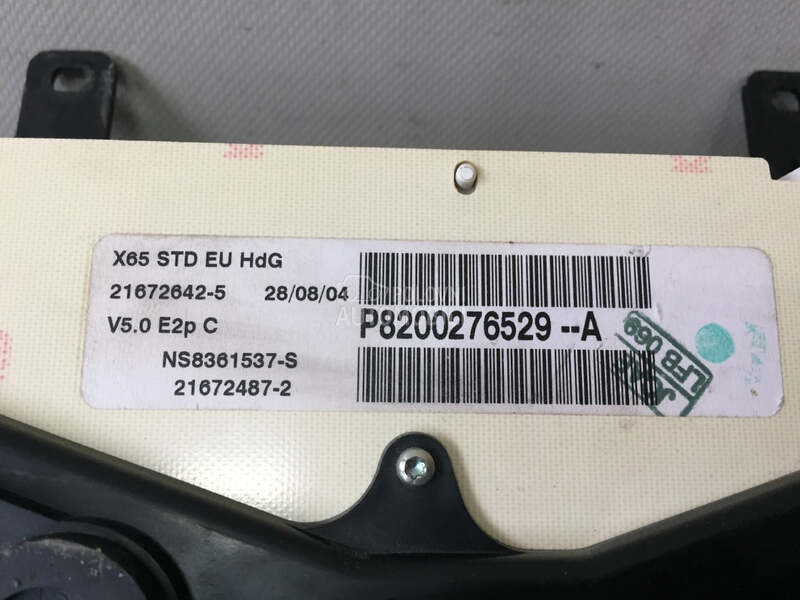 X65 STD EU HdG
21672642-5 28/08/04
V5.0 E2p C
P8200276529 --A
NS8361537-S
21672487-2
LFB 069